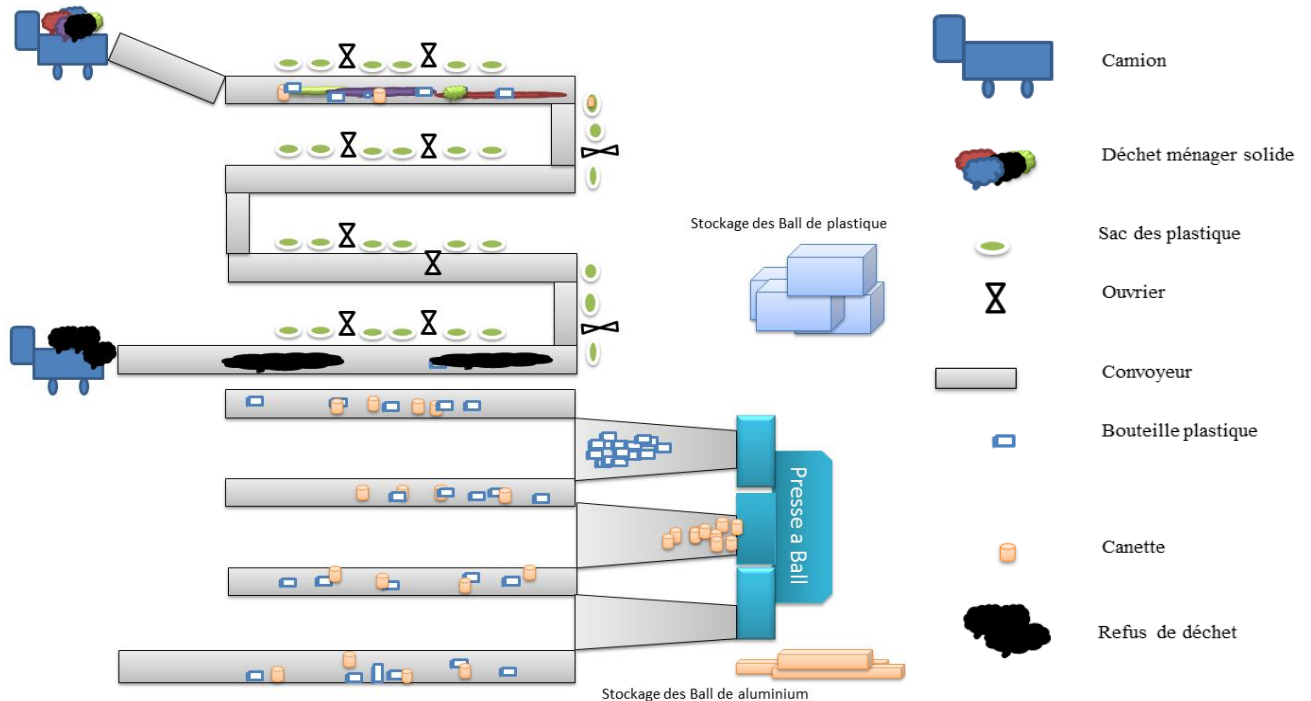 Camion
Déchet ménager solide
Stockage des Ball de plastique
Sac des plastique
Ouvrier
Convoyeur
Bouteille plastique
Presse a Ball
Canette
Refus de déchet
Stockage des Ball de aluminium